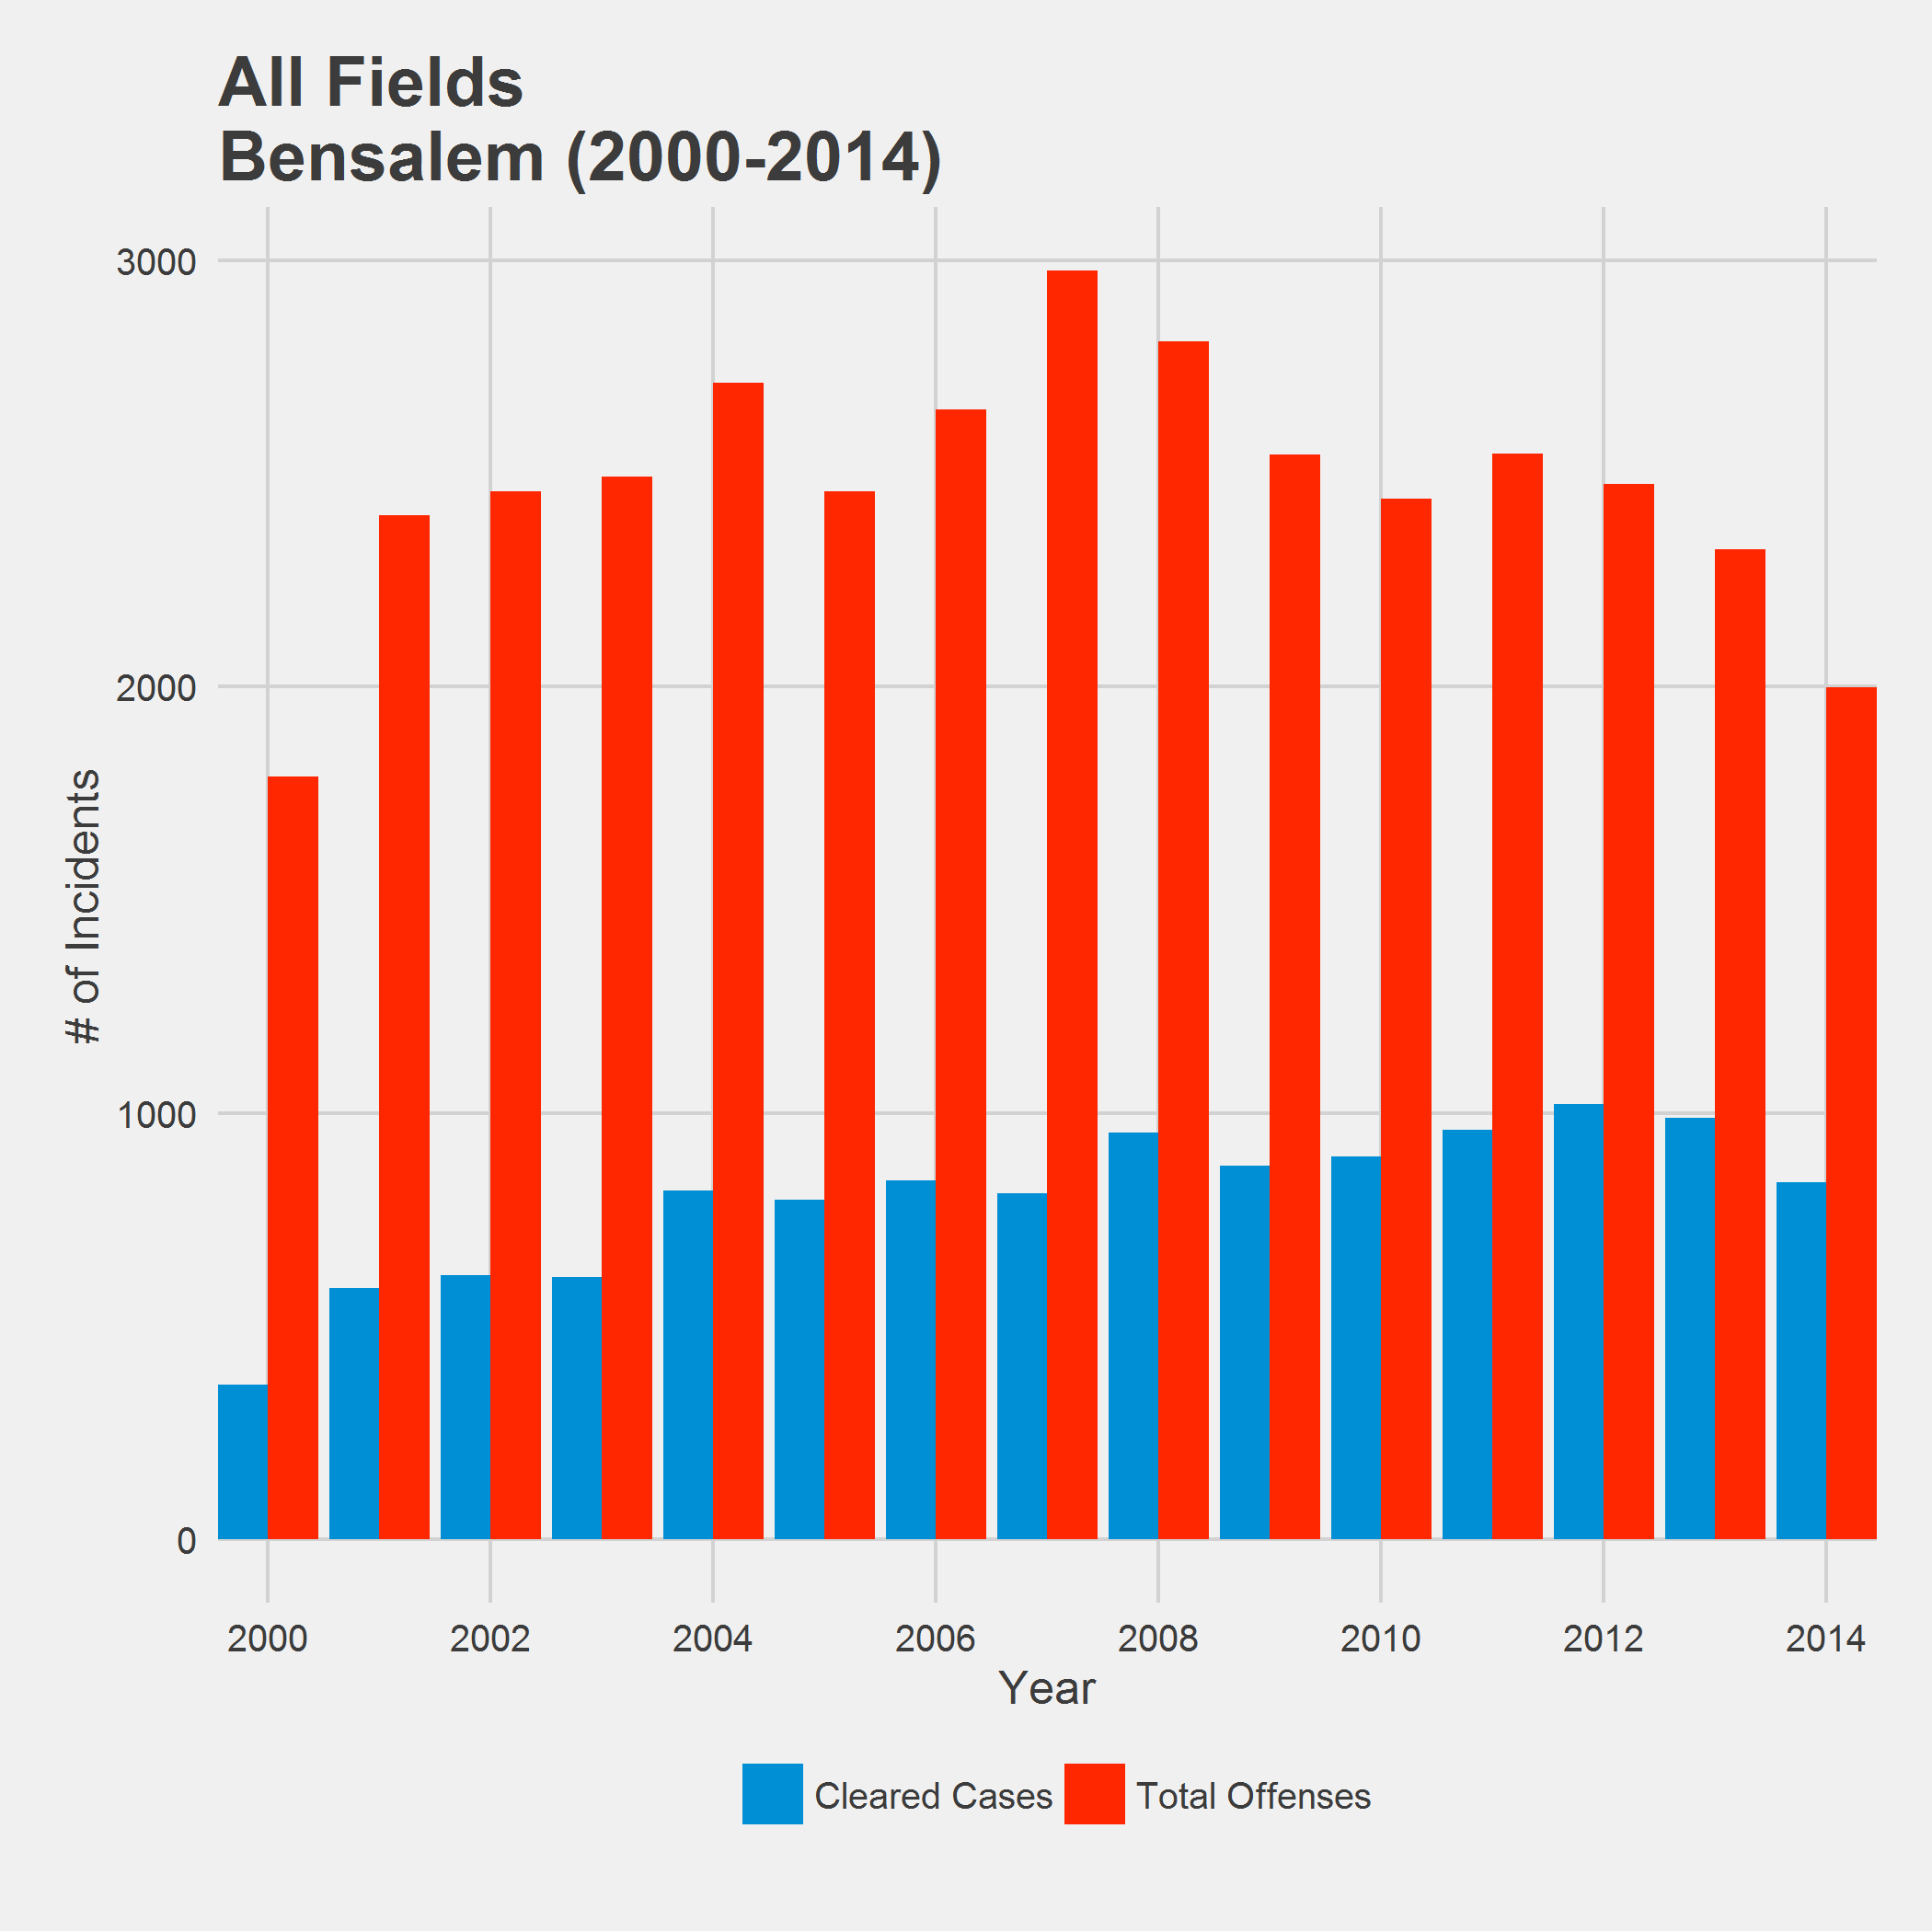 All Fields
Bensalem (2000-2014)
3000
2000
1000
0
# of Incidents
2000 2002 2004 2006 2008 2010 2012 2014
Year
Cleared Cases Total Offenses